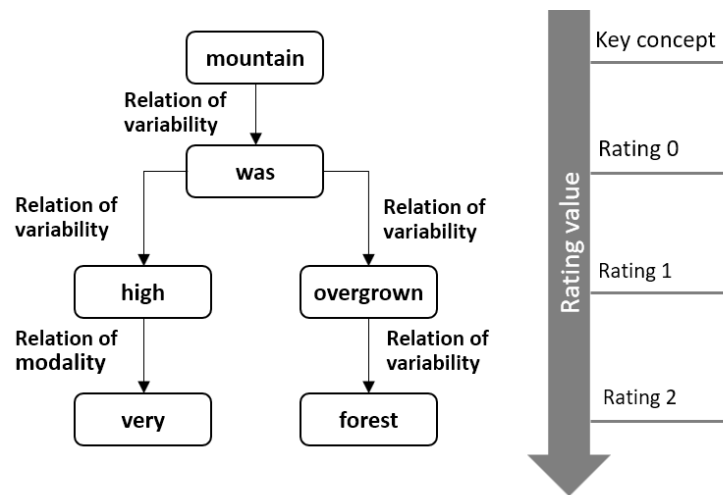 mountain
Relation of
variability
was
Relation of
variability
Relation of
variability
high
overgrown
Relation of
modality
Relation of
variability
very
forest
Key concept
Rating 0
Rating 1
Rating 2
Rating value